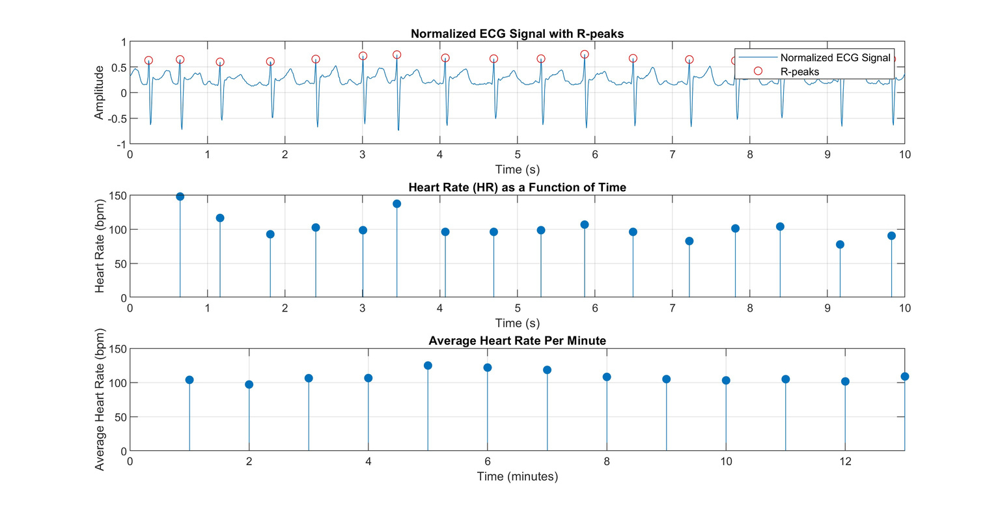 Normalized ECG Signal with R-peaks
1
0.5
0
-0.5
-1
Amplitude
Normalized ECG Signal
R-peaks
0 1 2 3 4 5 6 7 8 9 10
Time (s)
Heart Rate (HR) as a Function of Time
150
100
50
0
Heart Rate (bpm)
0 1 2 3 4 5 6 7 8 9 10
Time (s)
Average Heart Rate Per Minute
150
100
50
0
Average Heart Rate (bpm)
0 2 4 6 8 10 12
Time (minutes)